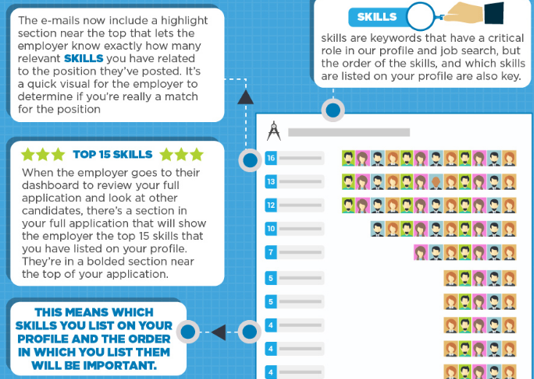 The e-mails now include a highlight
section near the top that lets the
employer know exactly how many
relevant SKILLS you have related
to the position they've posted. It's
a quick visual for the employer to
determine if you're really a match
for the position
SKILLS
skills are keywords that have a critical
role in our profile and job search, but
the order of the skills, and which skills
are listed on your profile are also key.
TOP 15 SKILLS
When the employer goes to their
dashboard to review your full
application and look at other
candidates, there's a section in
your full application that will show
the employer the top 15 skills that
you have listed on your profile.
They're in a bolded section near
the top of your application.
THIS MEANS WHICH
SKILLS YOU LIST ON YOUR
PROFILE AND THE ORDER
IN WHICH YOU LIST THEM
WILL BE IMPORTANT.
16
13
12
10
7
5
5
4
4
4